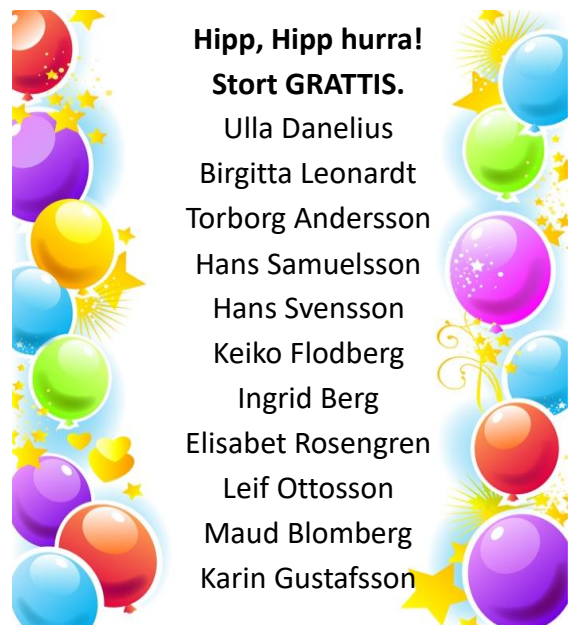 Hipp, Hipp hurra!
Stort GRATTIS.
Ulla Danelius
Birgitta Leonardt
Torborg Andersson
Hans Samuelsson
Hans Svensson
Keiko Flodberg
Ingrid Berg
Elisabet Rosengren
Leif Ottosson
Maud Blomberg
Karin Gustafsson